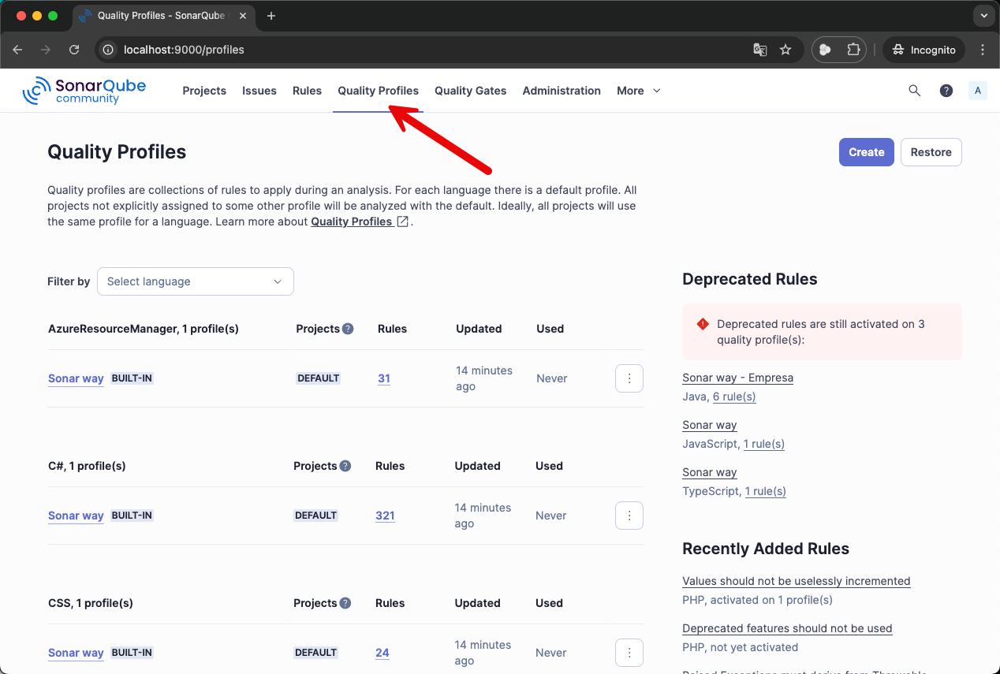 Quality Profiles - SonarQube
localhost:9000/profiles
Incognito
SonarQube
community
Projects
Issues
Rules
Quality Profiles
Quality Gates
Administration
More
?
A
Quality Profiles
Create
Restore
Quality profiles are collections of rules to apply during an analysis. For each language there is a default profile. All
projects not explicitly assigned to some other profile will be analyzed with the default. Ideally, all projects will use
the same profile for a language. Learn more about Quality Profiles .
Filter by
Select language
AzureResourceManager, 1 profile(s) Projects ? Rules Updated Used
Sonar way BUILT-IN DEFAULT 31 14 minutes ago Never
C#, 1 profile(s) Projects ? Rules Updated Used
Sonar way BUILT-IN DEFAULT 321 14 minutes ago Never
CSS, 1 profile(s) Projects ? Rules Updated Used
Sonar way BUILT-IN DEFAULT 24 14 minutes ago Never
Deprecated Rules
Deprecated rules are still activated on 3
quality profile(s):
Sonar way - Empresa
Java, 6 rule(s)
Sonar way
JavaScript, 1 rule(s)
Sonar way
TypeScript, 1 rule(s)
Recently Added Rules
Values should not be uselessly incremented
PHP, activated on 1 profile(s)
Deprecated features should not be used
PHP, not yet activated